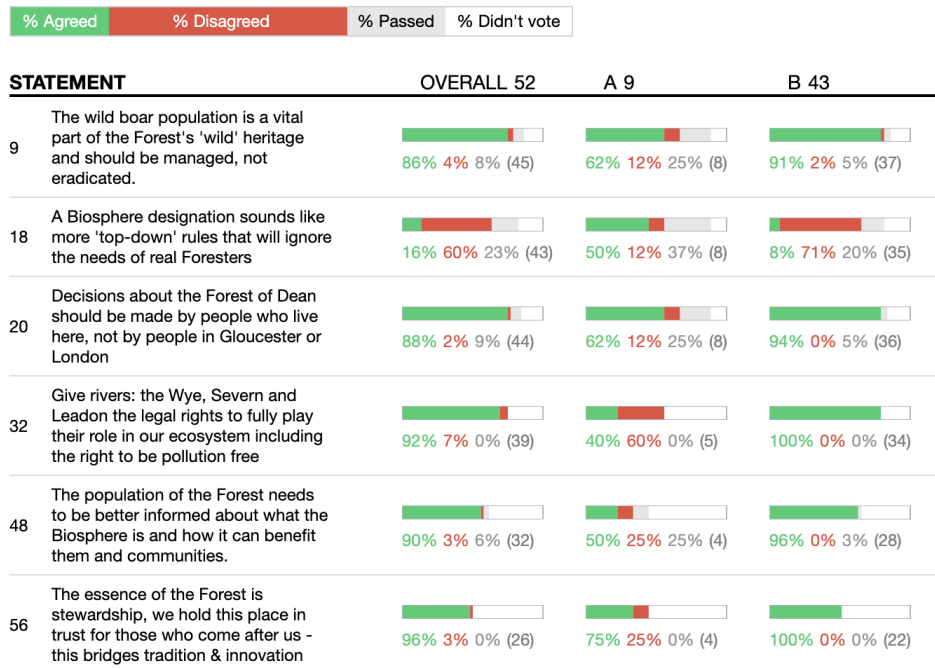 % Agreed % Disagreed % Passed % Didn't vote
STATEMENT OVERALL 52 A 9 B 43
9
The wild boar population is a vital
part of the Forest's 'wild' heritage
and should be managed, not
eradicated.
86% 4% 8% (45) 62% 12% 25% (8) 91% 2% 5% (37)
18
A Biosphere designation sounds like
more 'top-down' rules that will ignore
the needs of real Foresters
16% 60% 23% (43) 50% 12% 37% (8) 8% 71% 20% (35)
20
Decisions about the Forest of Dean
should be made by people who live
here, not by people in Gloucester or
London
88% 2% 9% (44) 62% 12% 25% (8) 94% 0% 5% (36)
32
Give rivers: the Wye, Severn and
Leadon the legal rights to fully play
their role in our ecosystem including
the right to be pollution free
92% 7% 0% (39) 40% 60% 0% (5) 100% 0% 0% (34)
48
The population of the Forest needs
to be better informed about what the
Biosphere is and how it can benefit
them and communities.
90% 3% 6% (32) 50% 25% 25% (4) 96% 0% 3% (28)
56
The essence of the Forest is
stewardship, we hold this place in
trust for those who come after us -
this bridges tradition & innovation
96% 3% 0% (26) 75% 25% 0% (4) 100% 0% 0% (22)